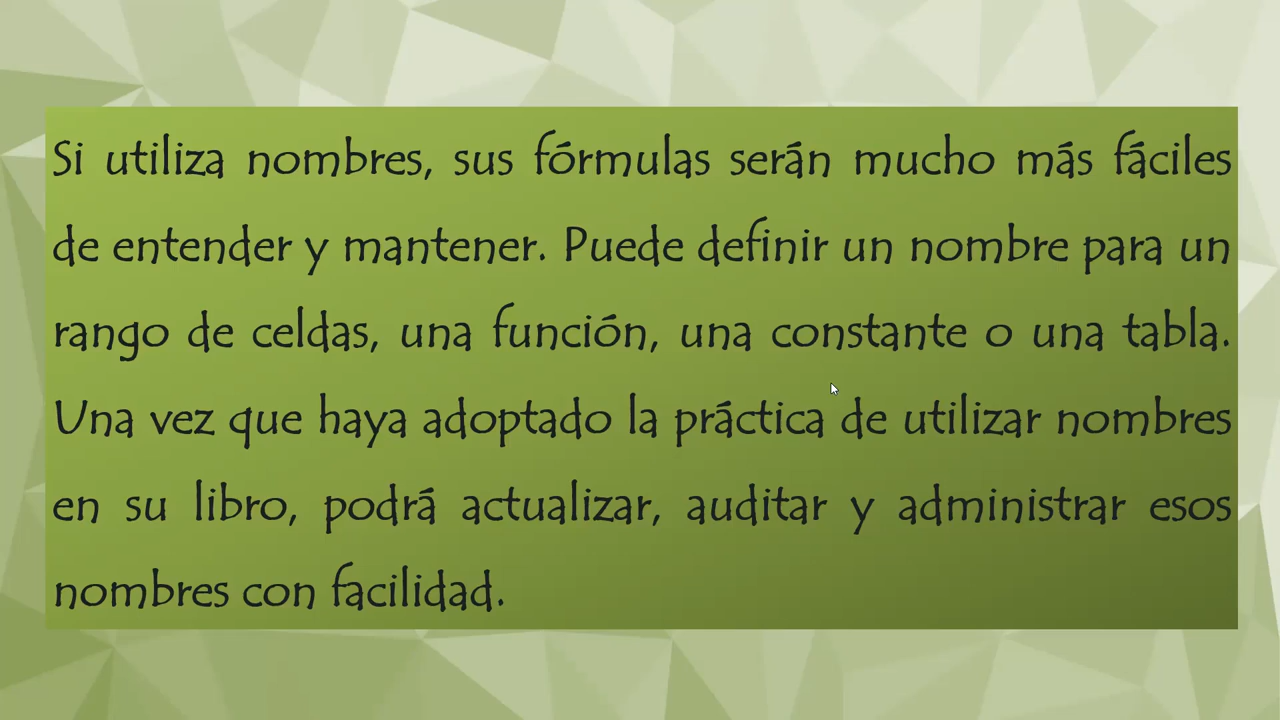 Si utiliza nombres, sus fórmulas serán mucho más fáciles
de entender y mantener. Puede definir un nombre para un
rango de celdas, una función, una constante o una tabla.
Una vez que haya adoptado la práctica de utilizar nombres
en su libro, podrá actualizar, auditar y administrar esos
nombres con facilidad.